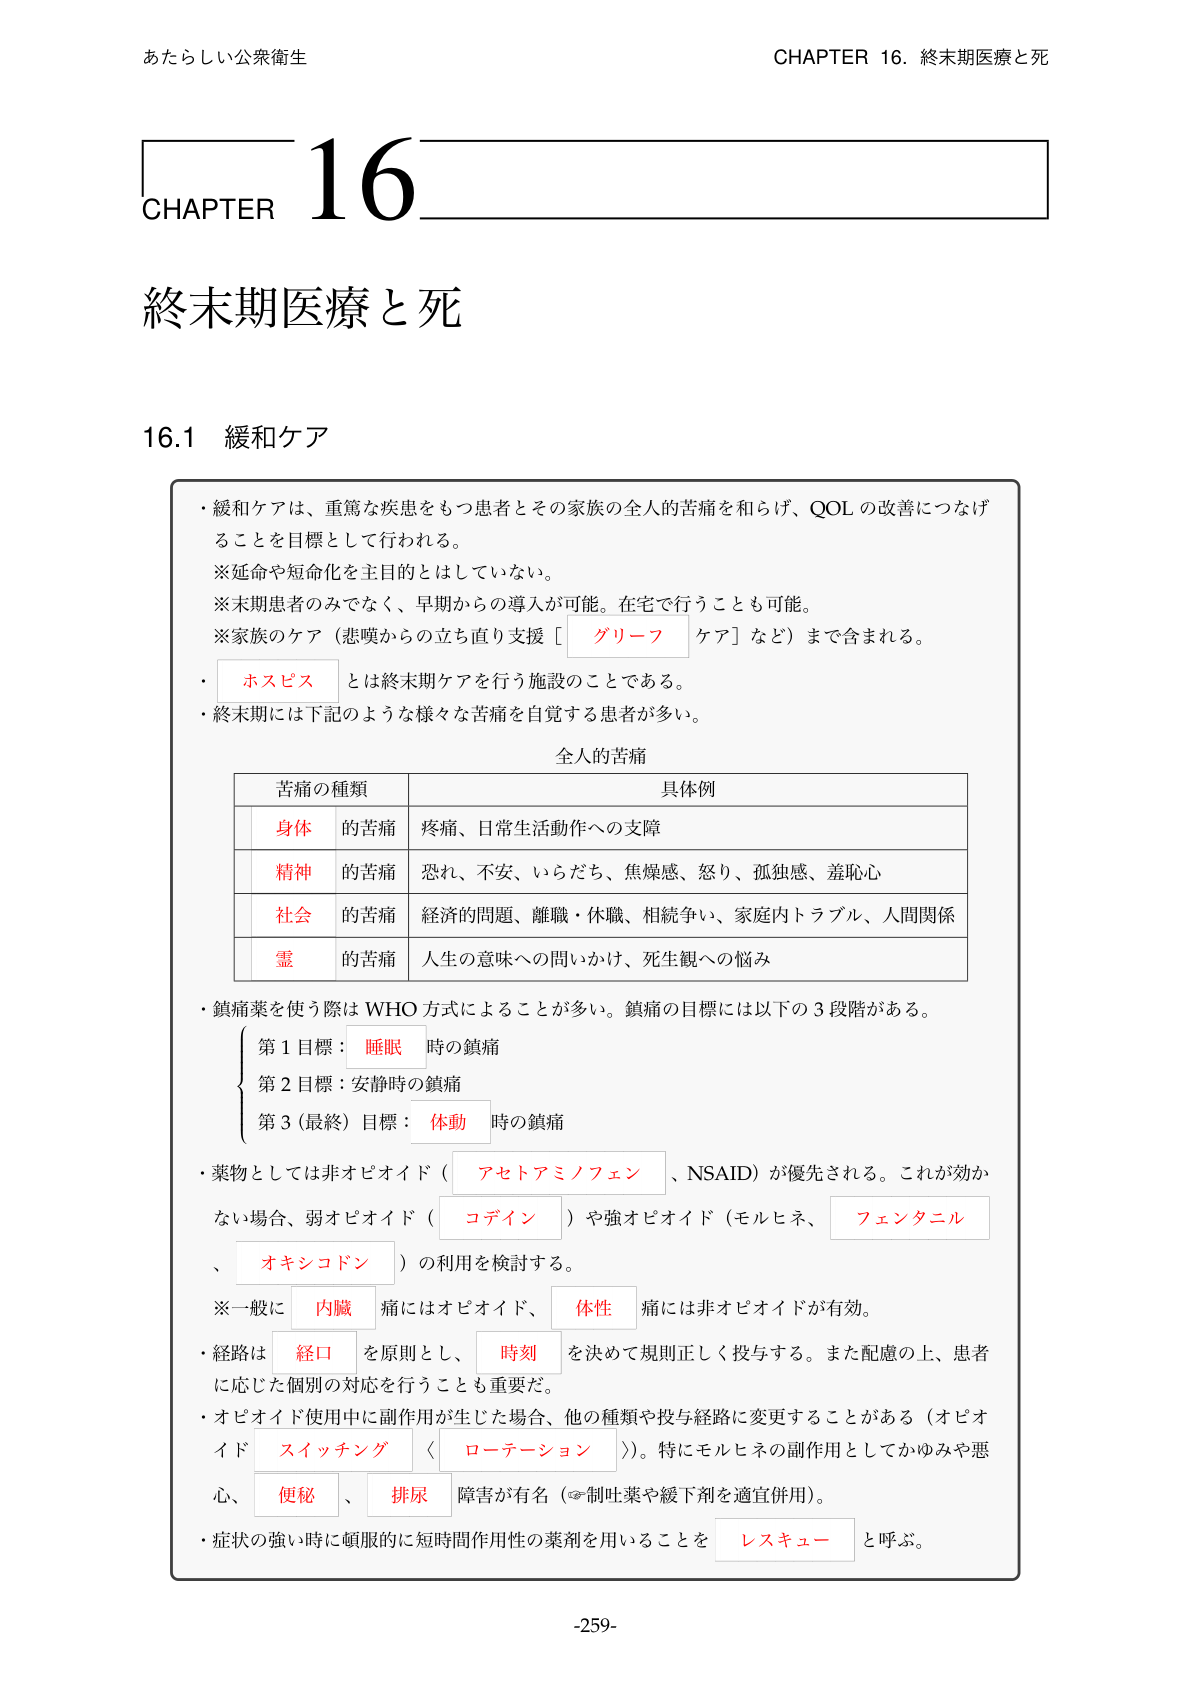 あたらしい公衆衛生 CHAPTER 16. 終末期医療と死
CHAPTER 16
終末期医療と死
16.1 緩和ケア
・緩和ケアは、重篤な疾患をもつ患者とその家族の全人的苦痛を和らげ、QOL の改善につなげ
ることを目標として行われる。
※延命や短命化を主目的とはしていない。
※末期患者のみでなく、早期からの導入が可能。在宅で行うことも可能。
※家族のケア（悲嘆からの立ち直り支援［ グリーフ ケア］など）まで含まれる。
・ ホスピス とは終末期ケアを行う施設のことである。
・終末期には下記のような様々な苦痛を自覚する患者が多い。
全人的苦痛
苦痛の種類 具体例
身体 的苦痛 疼痛、日常生活動作への支障
精神 的苦痛 恐れ、不安、いらだち、焦燥感、怒り、孤独感、羞恥心
社会 的苦痛 経済的問題、離職・休職、相続争い、家庭内トラブル、人間関係
霊 的苦痛 人生の意味への問いかけ、死生観への悩み
・鎮痛薬を使う際は WHO 方式によることが多い。鎮痛の目標には以下の 3 段階がある。
第 1 目標： 睡眠 時の鎮痛
第 2 目標：安静時の鎮痛
第 3（最終）目標： 体動 時の鎮痛
・薬物としては非オピオイド（ アセトアミノフェン 、NSAID）が優先される。これが効か
ない場合、弱オピオイド（ コデイン ）や強オピオイド（モルヒネ、 フェンタニル
、 オキシコドン ）の利用を検討する。
※一般に 内臓 痛にはオピオイド、 体性 痛には非オピオイドが有効。
・経路は 経口 を原則とし、 時刻 を決めて規則正しく投与する。また配慮の上、患者
に応じた個別の対応を行うことも重要だ。
・オピオイド使用中に副作用が生じた場合、他の種類や投与経路に変更することがある（オピオ
イド スイッチング 〈 ローテーション 〉）。特にモルヒネの副作用としてかゆみや悪
心、 便秘 、 排尿 障害が有名（☞制吐薬や緩下剤を適宜併用）。
・症状の強い時に頓服的に短時間作用性の薬剤を用いることを レスキュー と呼ぶ。
-259-